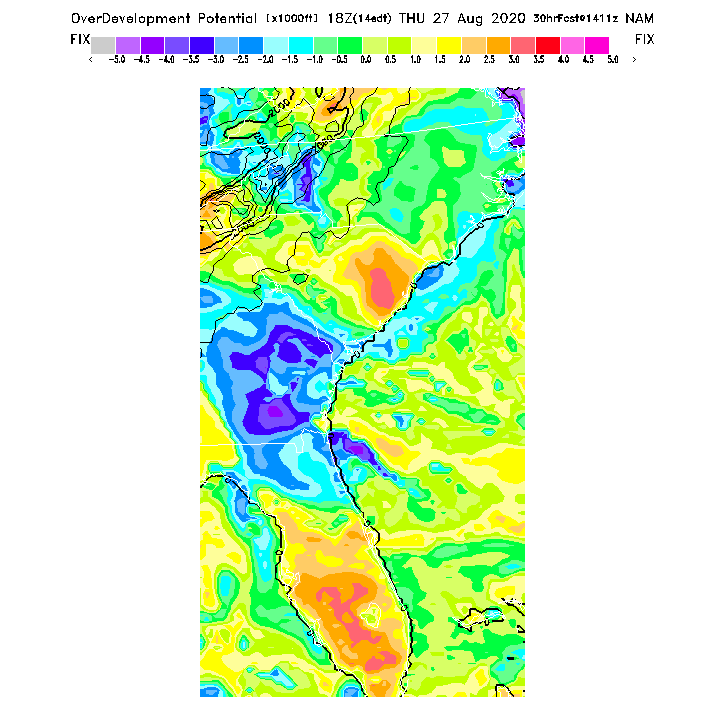 OverDevelopment Potential [x1000ft] 18Z(14edt) THU 27 Aug 2020 30hrFcst@1411z NAM
FIX FIX
< -5.0 -4.5 -4.0 -3.5 -3.0 -2.5 -2.0 -1.5 -1.0 -0.5 0.0 0.5 1.0 1.5 2.0 2.5 3.0 3.5 4.0 4.5 5.0 >
2000
2000